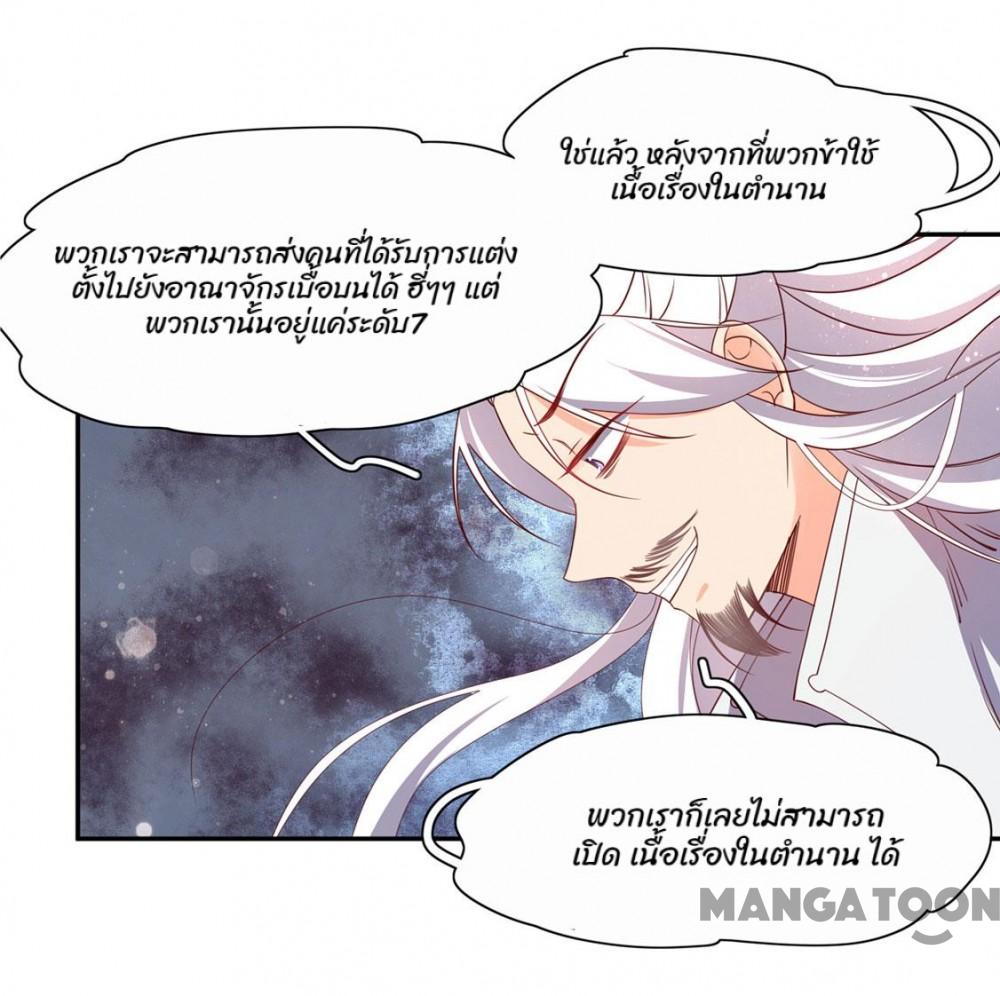 ใช่แล้ว หลังจากที่พวกข้าใช้
เนื้อเรื่องในตำนาน
พวกเราจะสามารถส่งคนที่ได้รับการแต่ง
ตั้งไปยังอาณาจักรเบื้อบนได้ ฮี่ๆๆ แต่
พวกเรานั้นอยู่แค่ระดับ7
พวกเราก็เลยไม่สามารถ
เปิด เนื้อเรื่องในตำนาน ได้
MANGATOON